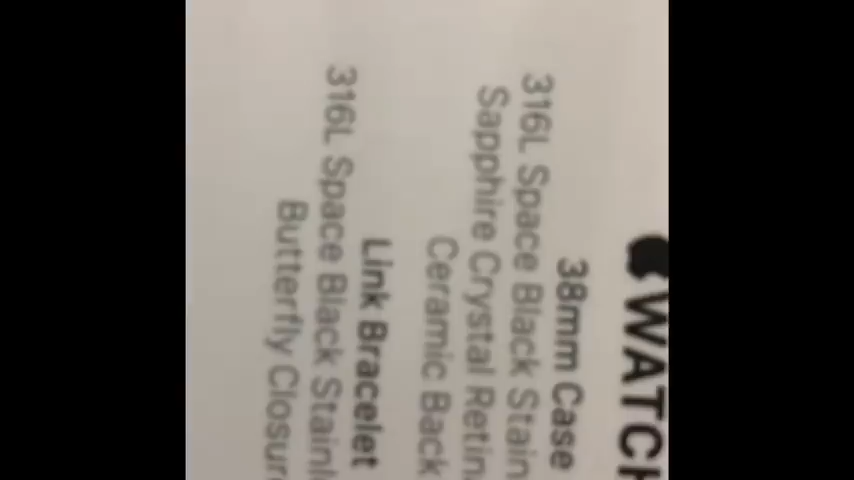 WATCH
38mm Case
316L Space Black Stain
Sapphire Crystal Retin
Ceramic Back
Link Bracelet
316L Space Black Stainl
Butterfly Closur